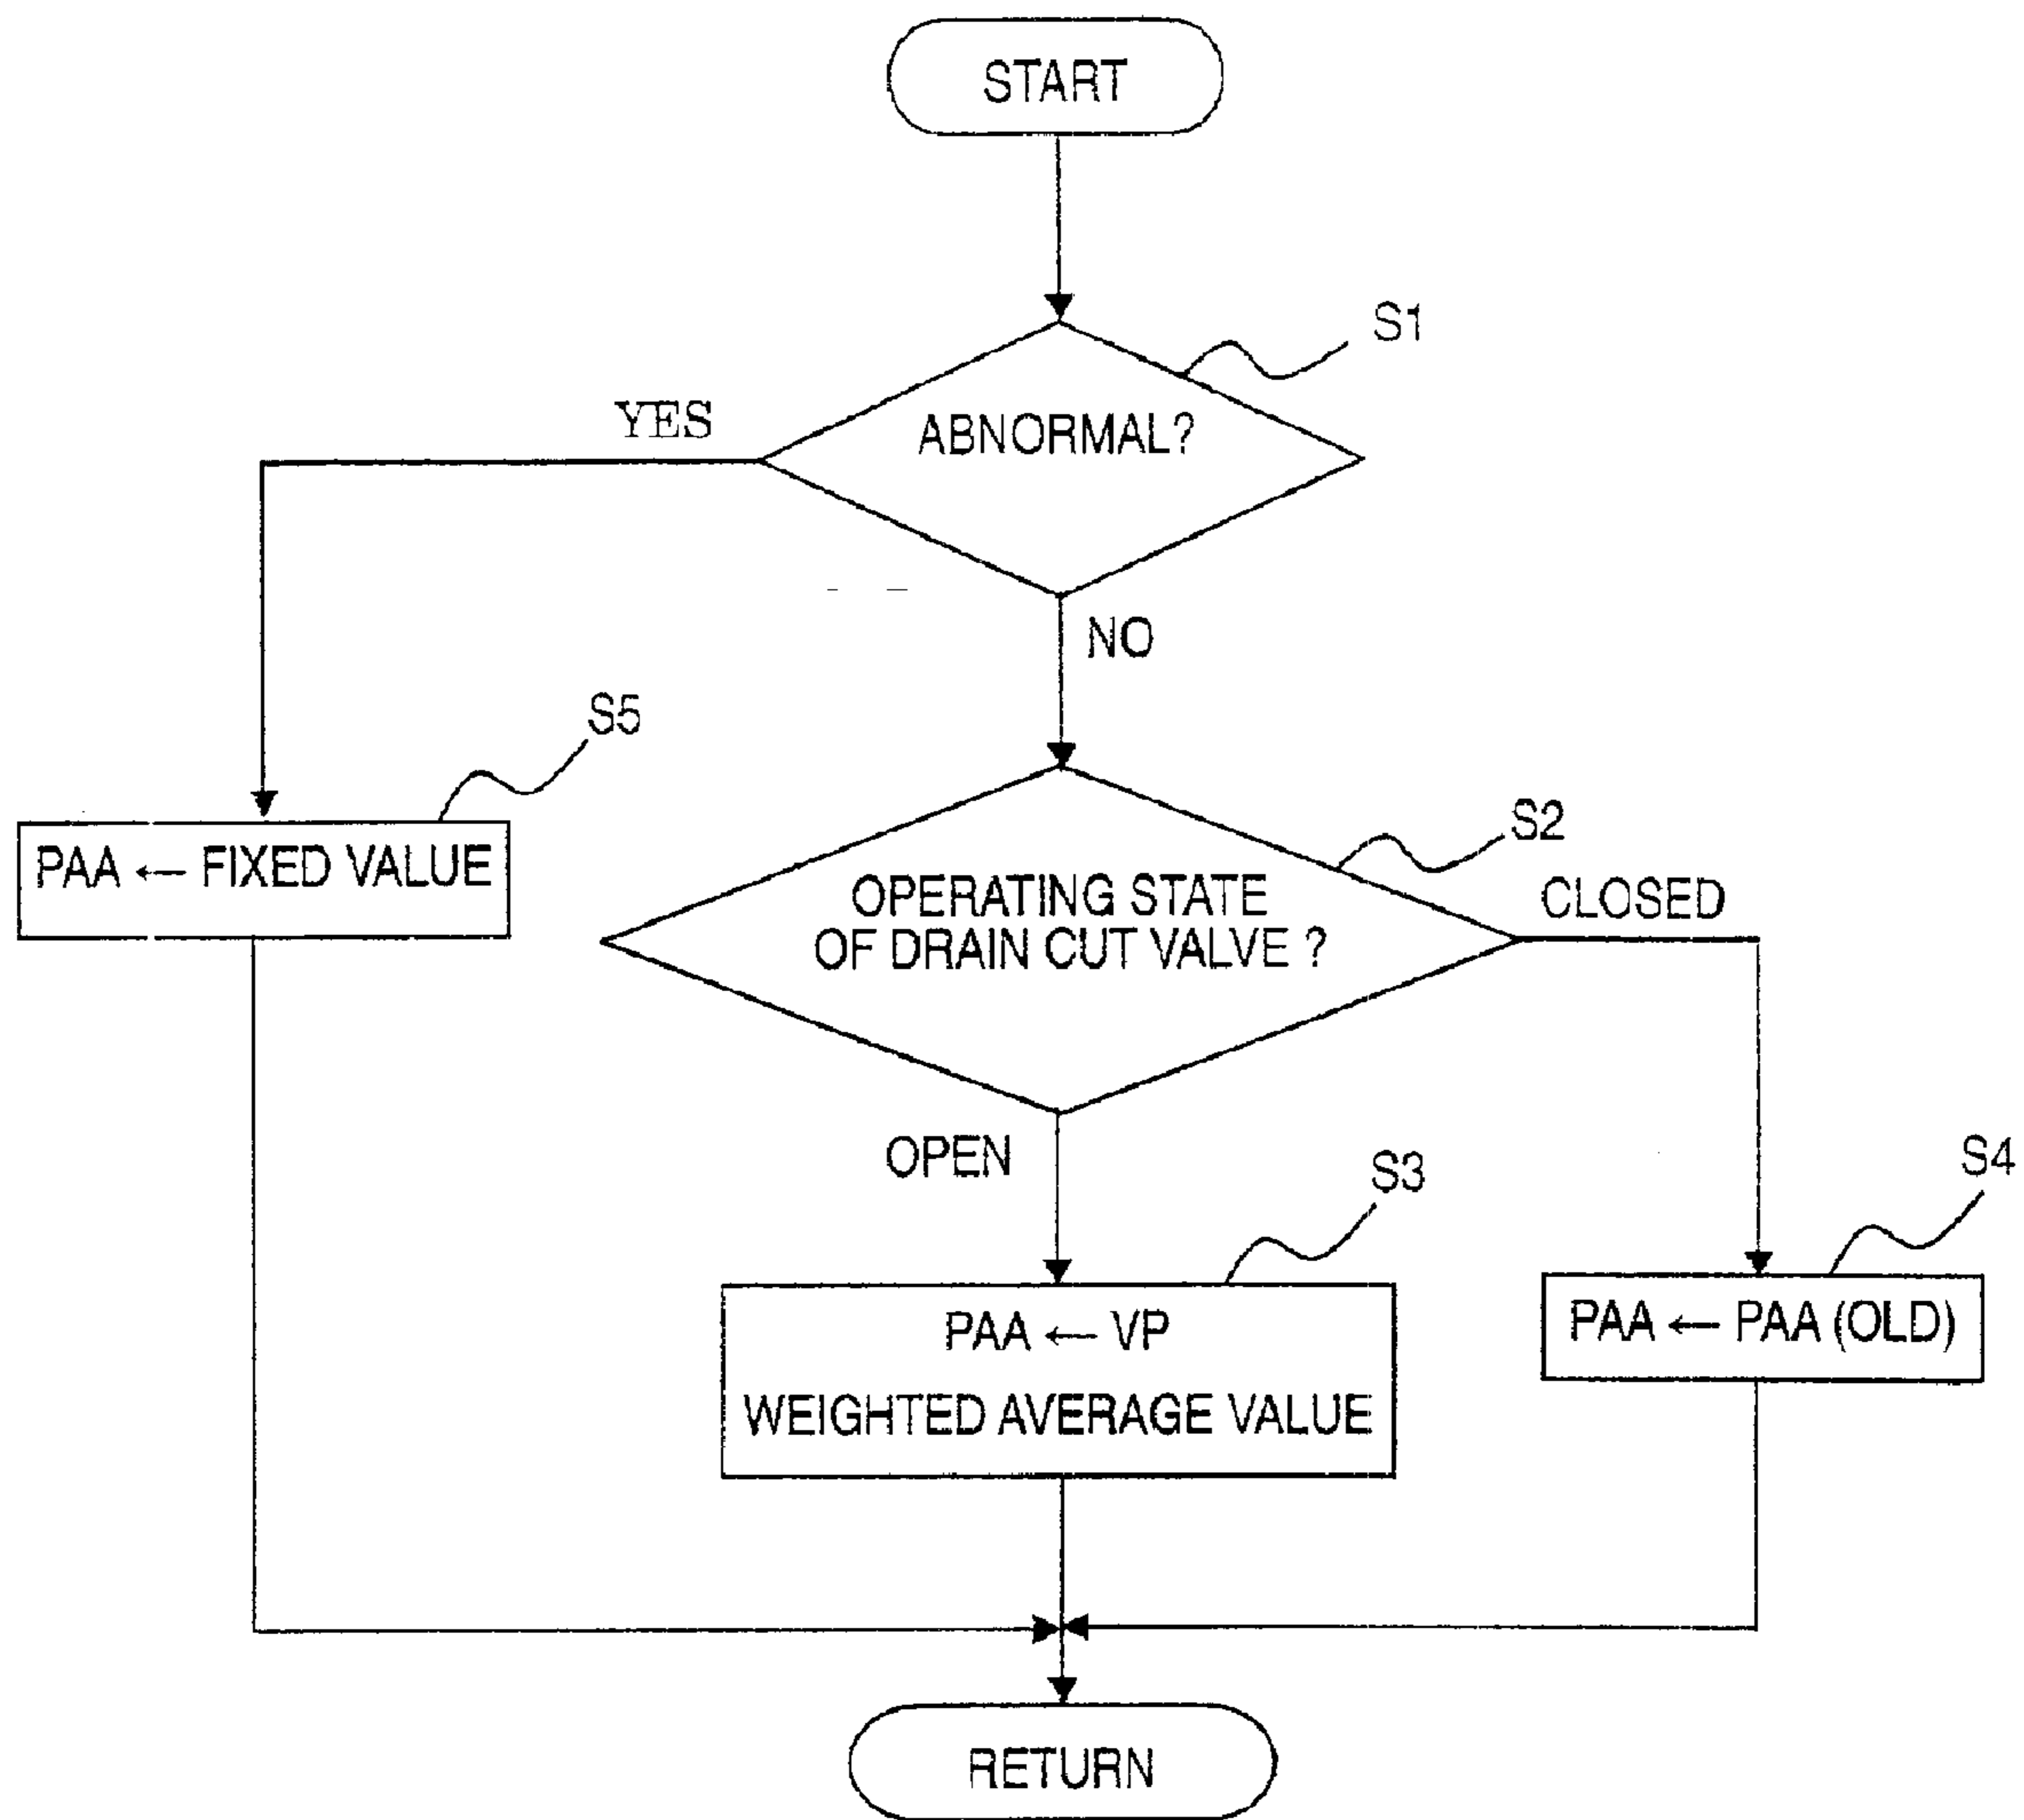 START
S1
YES
ABNORMAL?
NO
S5
PAA ← FIXED VALUE
S2
OPERATING STATE
OF DRAIN CUT VALVE ?
CLOSED
OPEN
S3
S4
PAA ← VP
WEIGHTED AVERAGE VALUE
PAA ← PAA (OLD)
RETURN